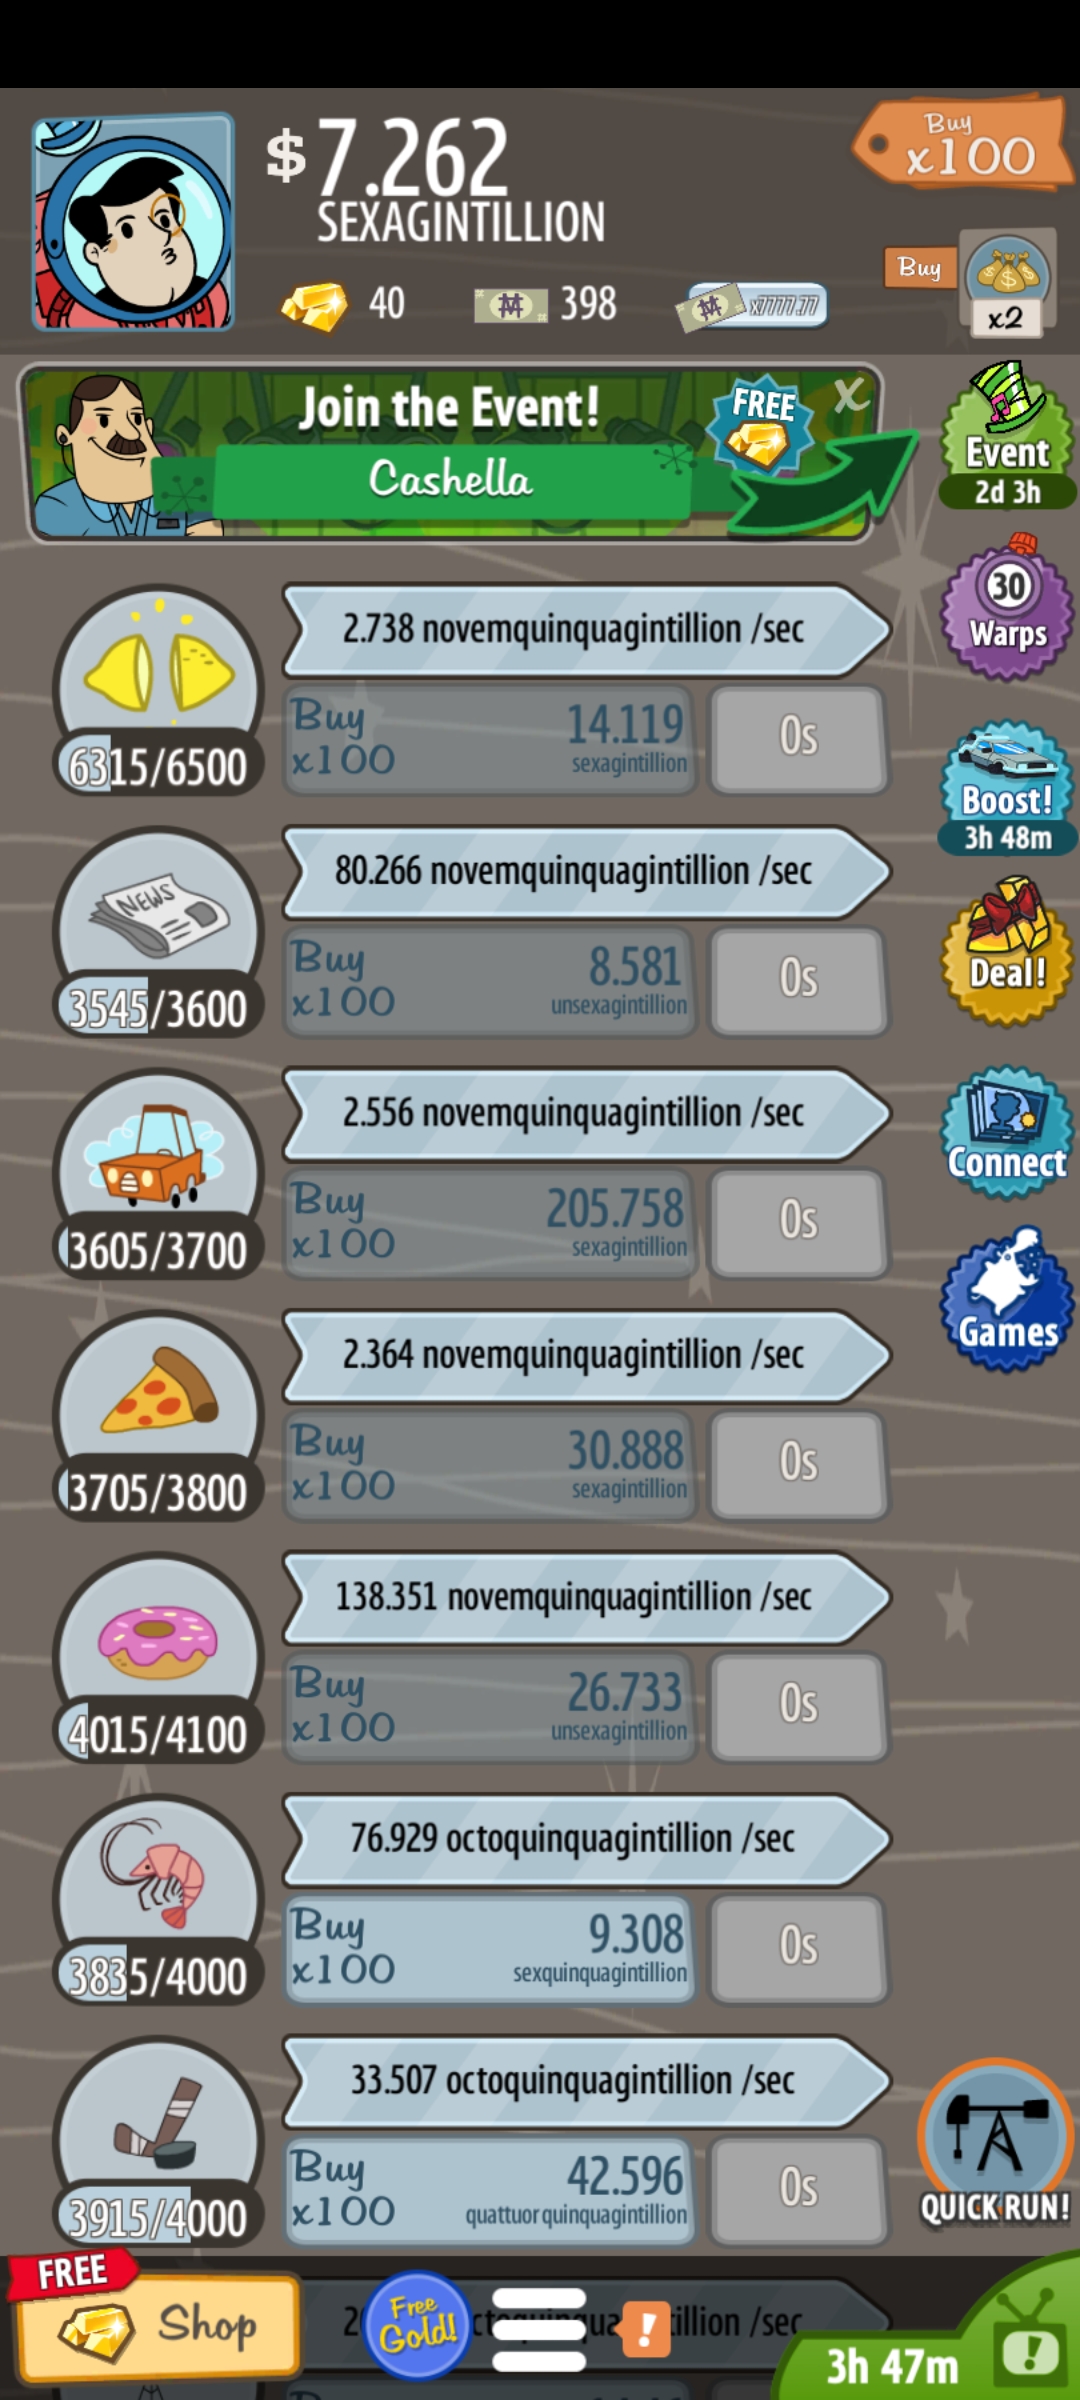 $7.262
SEXAGINTILLION
Buy
x100
40
398
x7777.77
Buy
x2
Join the Event!
Cashella
FREE
X
Event
2d 3h
30
Warps
Boost!
3h 48m
Deal!
Connect
Games
2.738 novemquinquagintillion /sec
6315/6500
Buy
x100
14.119
sexagintillion
0s
80.266 novemquinquagintillion /sec
NEWS
3545/3600
Buy
x100
8.581
unsexagintillion
0s
2.556 novemquinquagintillion /sec
3605/3700
Buy
x100
205.758
sexagintillion
0s
2.364 novemquinquagintillion /sec
3705/3800
Buy
x100
30.888
sexagintillion
0s
138.351 novemquinquagintillion /sec
4015/4100
Buy
x100
26.733
unsexagintillion
0s
76.929 octoquinquagintillion /sec
3835/4000
Buy
x100
9.308
sexquinquagintillion
0s
33.507 octoquinquagintillion /sec
3915/4000
Buy
x100
42.596
quattuorquinquagintillion
0s
QUICK RUN!
FREE
Shop
Free
Gold!
!
/sec
3h 47m
!